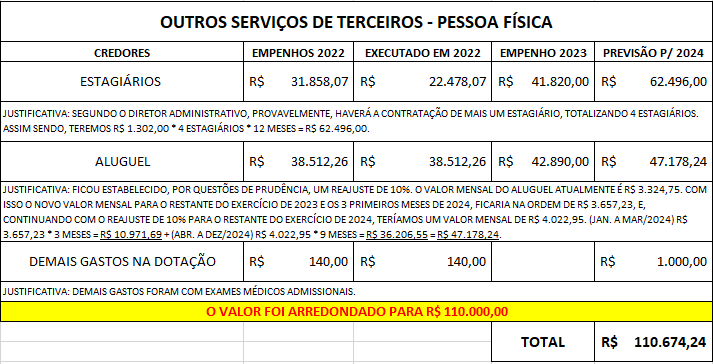 OUTROS SERVIÇOS DE TERCEIROS - PESSOA FÍSICA
CREDORES EMPENHOS 2022 EXECUTADO EM 2022 EMPENHO 2023 PREVISÃO P/ 2024
ESTAGIÁRIOS R$ 31.858,07 R$ 22.478,07 R$ 41.820,00 R$ 62.496,00
JUSTIFICATIVA: SEGUNDO O DIRETOR ADMINISTRATIVO, PROVAVELMENTE, HAVERÁ A CONTRATAÇÃO DE MAIS UM ESTAGIÁRIO, TOTALIZANDO 4 ESTAGIÁRIOS.
ASSIM SENDO, TEREMOS R$ 1.302,00 * 4 ESTAGIÁRIOS * 12 MESES = R$ 62.496,00.
ALUGUEL R$ 38.512,26 R$ 38.512,26 R$ 42.890,00 R$ 47.178,24
JUSTIFICATIVA: FICOU ESTABELECIDO, POR QUESTÕES DE PRUDÊNCIA, UM REAJUSTE DE 10%. O VALOR MENSAL DO ALUGUEL ATUALMENTE É R$ 3.324,75. COM
ISSO O NOVO VALOR MENSAL PARA O RESTANTE DO EXERCÍCIO DE 2023 E OS 3 PRIMEIROS MESES DE 2024, FICARIA NA ORDEM DE R$ 3.657,23, E,
CONTINUANDO COM O REAJUSTE DE 10% PARA O RESTANTE DO EXERCÍCIO DE 2024, TERÍAMOS UM VALOR MENSAL DE R$ 4.022,95. (JAN. A MAR/2024) R$
3.657,23 * 3 MESES = R$ 10.971,69 + (ABR. A DEZ/2024) R$ 4.022,95 * 9 MESES = R$ 36.206,55 = R$ 47.178,24.
DEMAIS GASTOS NA DOTAÇÃO R$ 140,00 R$ 140,00 R$ 1.000,00
JUSTIFICATIVA: DEMAIS GASTOS FORAM COM EXAMES MÉDICOS ADMISSIONAIS.
O VALOR FOI ARREDONDADO PARA R$ 110.000,00
TOTAL R$ 110.674,24